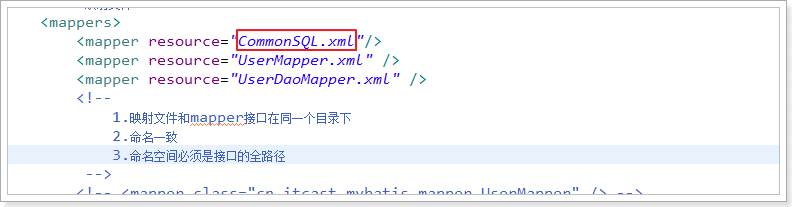 <mappers>
<mapper resource="CommonSQL.xml"/>
<mapper resource="UserMapper.xml" />
<mapper resource="UserDaoMapper.xml" />
<!--
1.映射文件和mapper接口在同一个目录下
2.命名一致
3.命名空间必须是接口的全路径
-->
<!-- <mapper class="cn.itcast.mybatis.mapper.UserMapper" /> -->